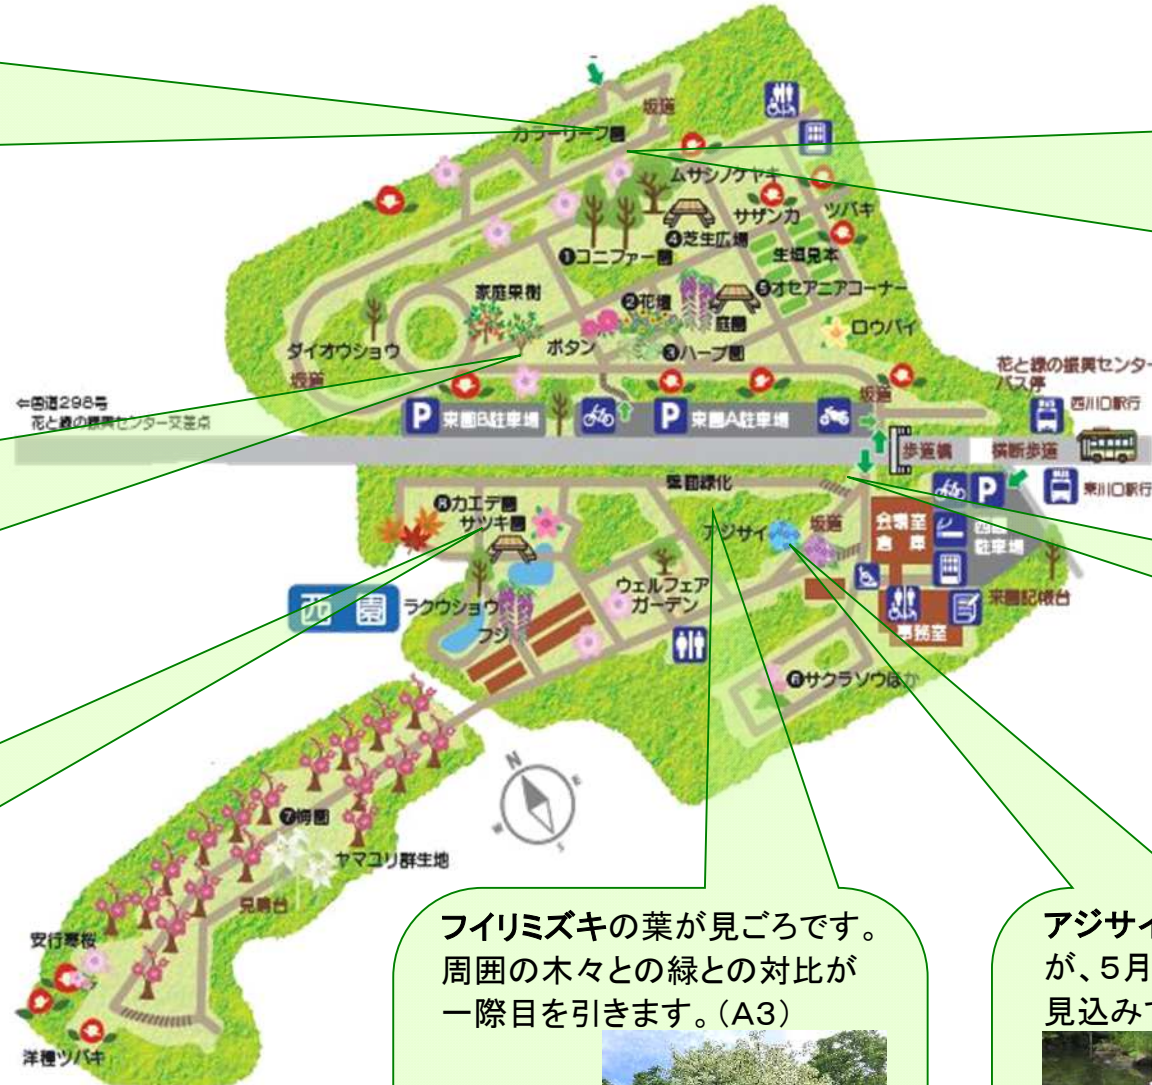 坂道
カラーリーフ園
ムサシノケヤキ
サザンカ
ツバキ
❹芝生広場
❶コニファー園
生垣見本
家庭果樹
❷花壇
❺オセアニアコーナー
庭園
ロウバイ
ダイオウショウ
ボタン
❸ハーブ園
坂道
花と緑の振興センター
バス停
坂道
西川口駅行
←国道298号
花と緑の振興センター交差点
P 東園B駐車場
P 東園A駐車場
歩道橋
横断歩道
東川口駅行
壁面緑化
P
❽カエデ園
サツキ園
アジサイ
坂道
会議室
倉庫
西園
駐車場
西園
ラクウショウ
ウェルフェア
ガーデン
来園記帳台
フジ
事務室
❻サクラソウほか
N
E
W
S
❼梅園
ヤマユリ群生地
見晴台
安行寒桜
洋種ツバキ
フイリミズキの葉が見ごろです。
周囲の木々との緑との対比が
一際目を引きます。(A3)
アジサイ
が、5月
見込みで